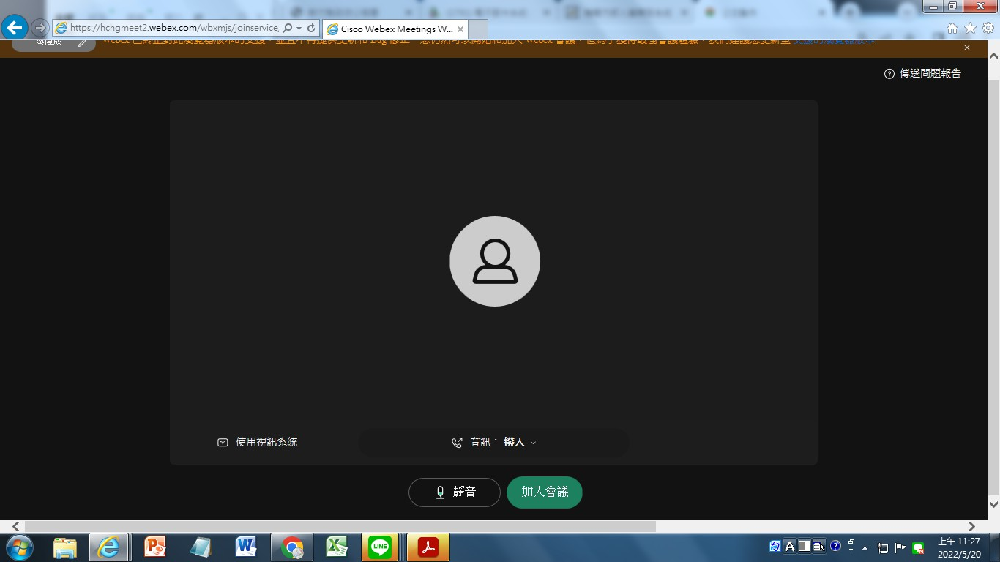 https://hchgmeet2.webex.com/wbxmjs/joinservice,
Cisco Webex Meetings W...
廖偉成
Webex 已終止對此瀏覽器版本的支援，並且不再提供更新和 Bug 修正。您仍然可以開始和加入 Webex 會議，但為了獲得最佳會議體驗，我們建議您更新至 支援的瀏覽器版本
傳送問題報告
使用視訊系統
音訊： 撥入
靜音
加入會議
LINE
A
上午 11:27
2022/5/20